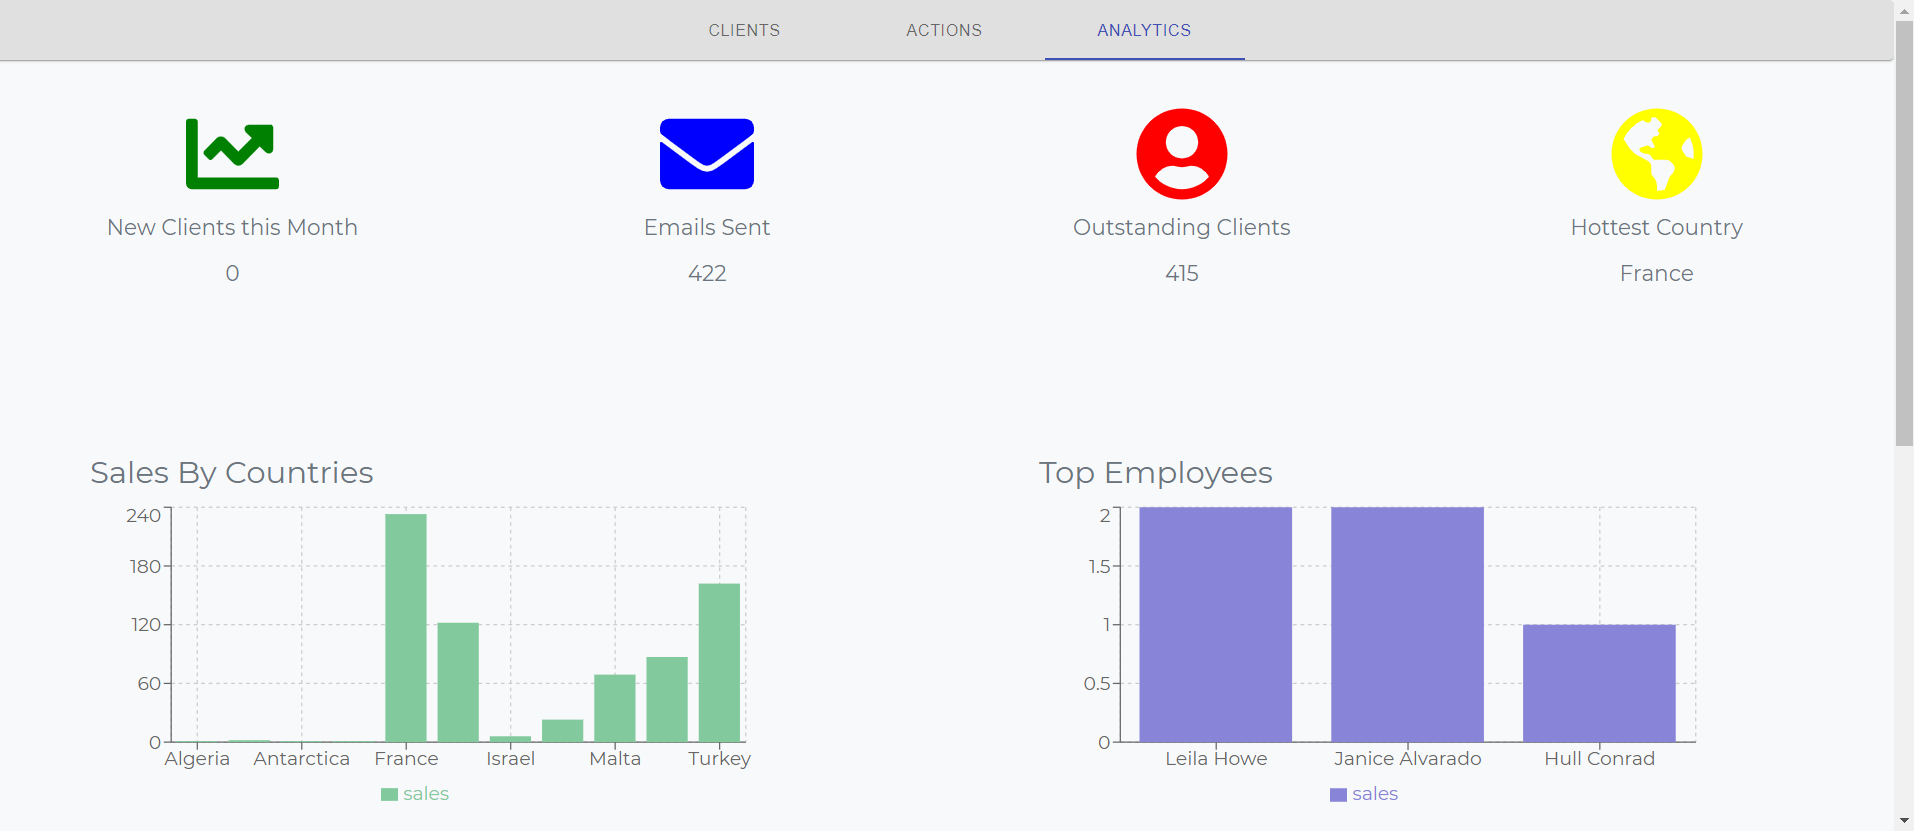 CLIENTS ACTIONS ANALYTICS
New Clients this Month
0
Emails Sent
422
Outstanding Clients
415
Hottest Country
France
Sales By Countries
240
180
120
60
0
Algeria Antarctica France Israel Malta Turkey
sales
Top Employees
2
1.5
1
0.5
0
Leila Howe Janice Alvarado Hull Conrad
sales